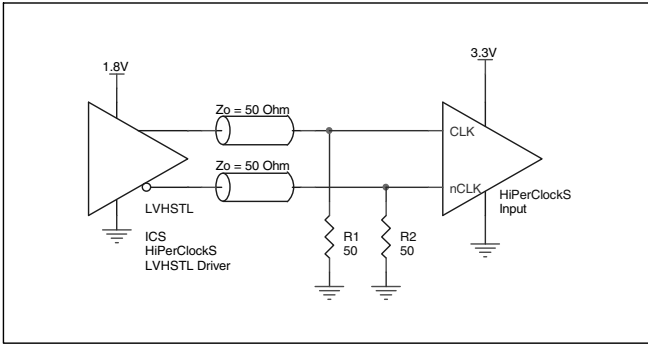 1.8V
3.3V
Zo = 50 Ohm
CLK
Zo = 50 Ohm
nCLK
HiPerClockS
Input
LVHSTL
ICS
HiPerClockS
LVHSTL Driver
R1
50
R2
50